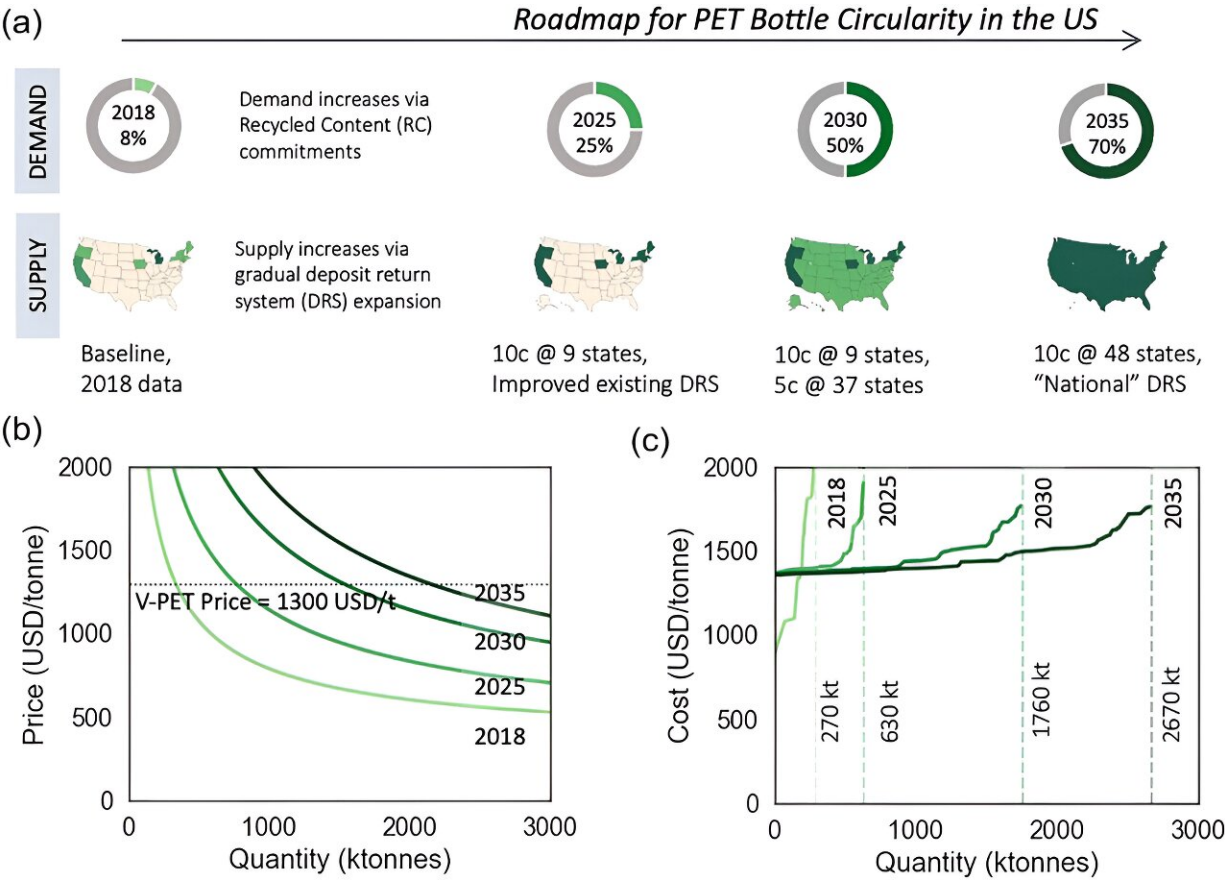 (a)
Roadmap for PET Bottle Circularity in the US
DEMAND
2018
8%
Demand increases via
Recycled Content (RC)
commitments
2025
25%
2030
50%
2035
70%
SUPPLY
Supply increases via
gradual deposit return
system (DRS) expansion
Baseline,
2018 data
10c @ 9 states,
Improved existing DRS
10c @ 9 states,
5c @ 37 states
10c @ 48 states,
“National” DRS
(b)
Price (USD/tonne)
2000
1500
1000
500
0
V-PET Price = 1300 USD/t
2035
2030
2025
2018
0
1000
2000
3000
Quantity (ktonnes)
(c)
Cost (USD/tonne)
2000
1500
1000
500
0
2018
2025
2030
2035
270 kt
630 kt
1760 kt
2670 kt
0
1000
2000
3000
Quantity (ktonnes)